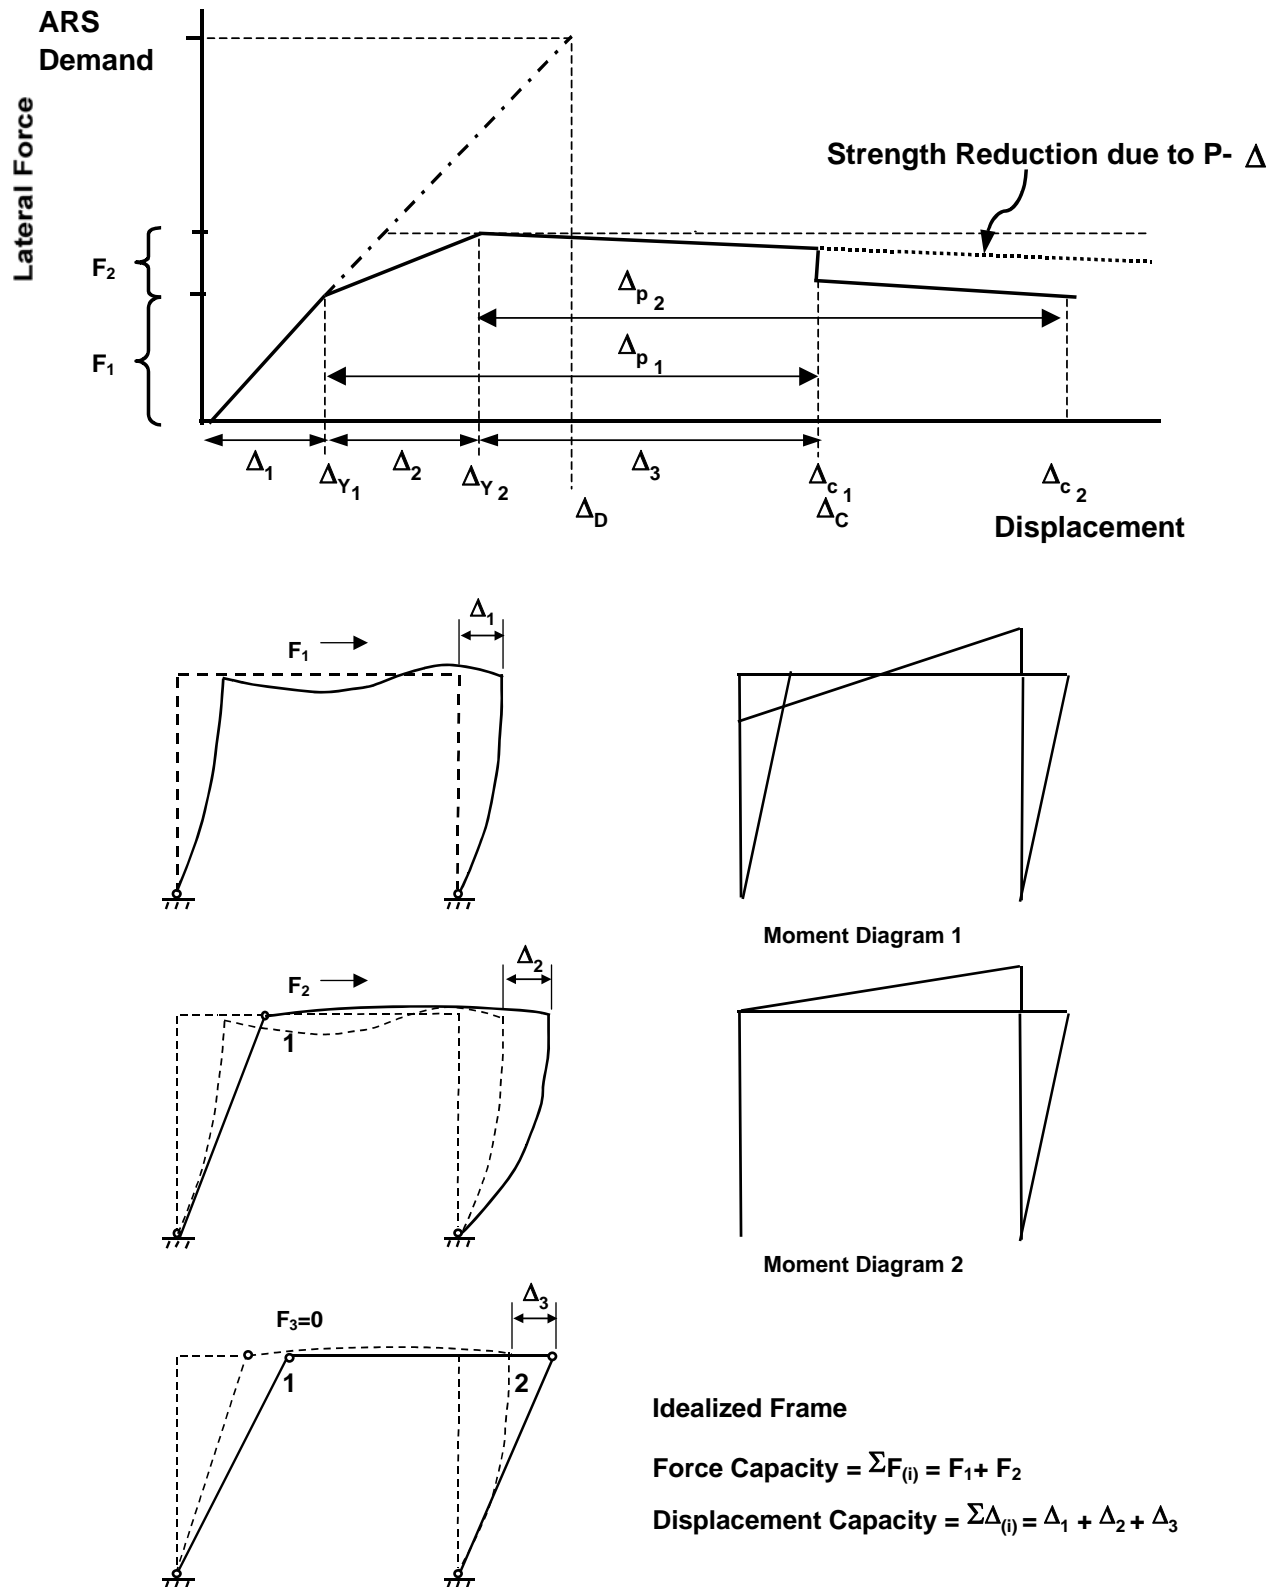 ARS
Demand
Lateral Force
Strength Reduction due to P- Δ
F2
F1
Δp 2
Δp 1
Δ1
ΔY1
Δ2
ΔY 2
Δ3
Δc 1
Δc 2
ΔD
ΔC
Displacement
Δ1
F1
Moment Diagram 1
Δ2
F2
1
Moment Diagram 2
Δ3
F3=0
1
2
Idealized Frame
Force Capacity = ΣF(i) = F1+ F2
Displacement Capacity = ΣΔ(i) = Δ1 + Δ2 + Δ3